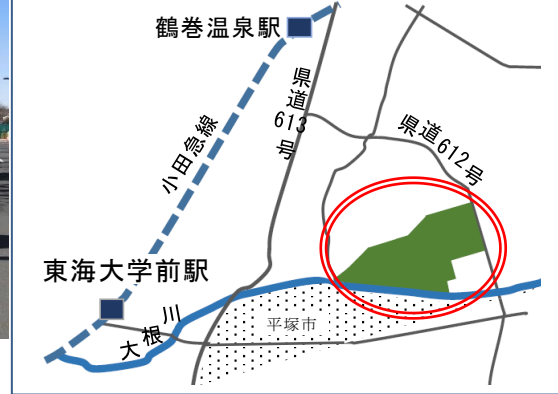 鶴巻温泉駅
県道613号
県道612号
小田急線
東海大学前駅
大根川
平塚市